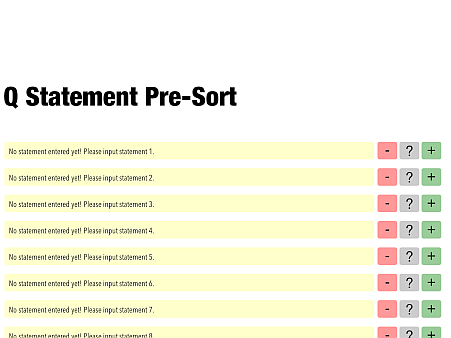 Q Statement Pre-Sort
No statement entered yet! Please input statement 1. - ? +
No statement entered yet! Please input statement 2. - ? +
No statement entered yet! Please input statement 3. - ? +
No statement entered yet! Please input statement 4. - ? +
No statement entered yet! Please input statement 5. - ? +
No statement entered yet! Please input statement 6. - ? +
No statement entered yet! Please input statement 7. - ? +
No statement entered yet! Please input statement 8. - ? +